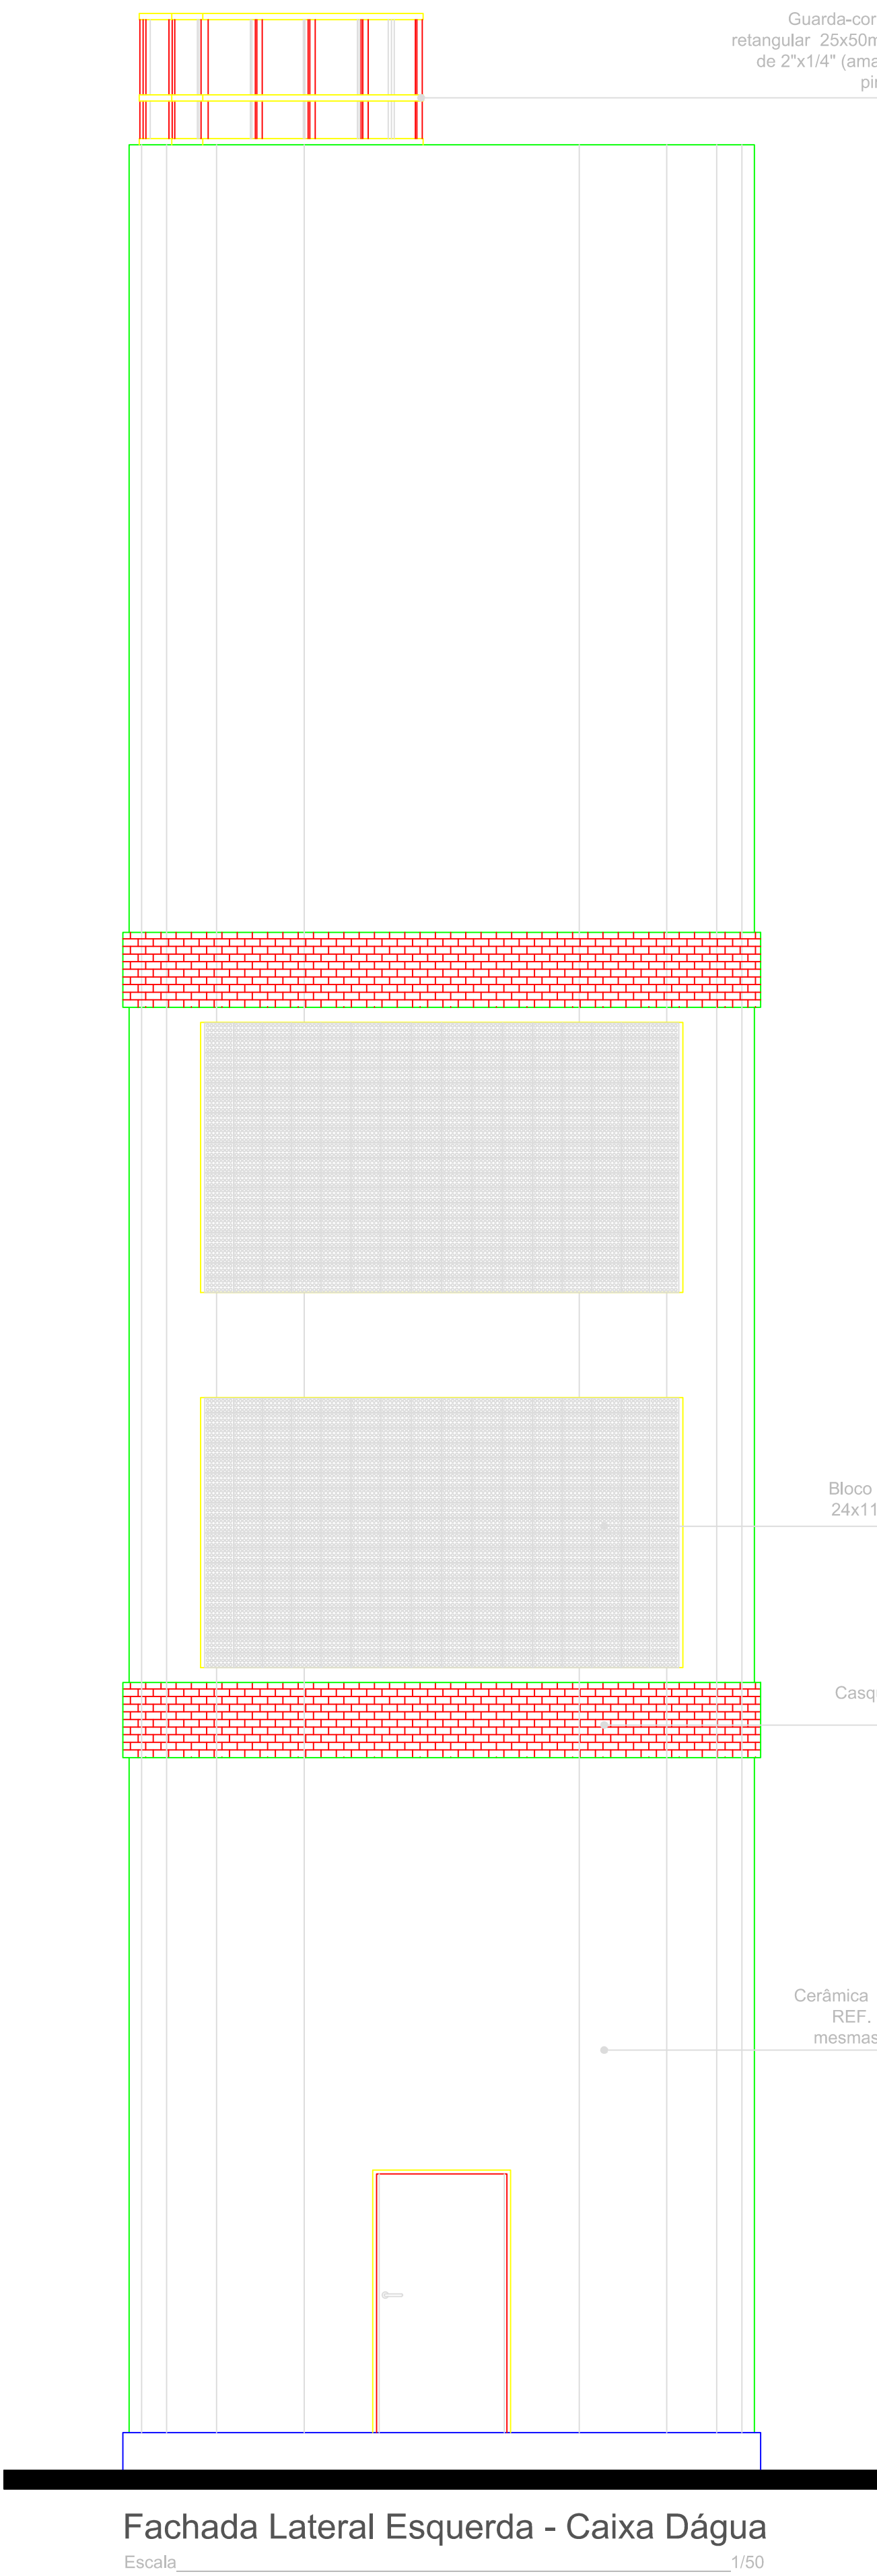 Guarda-cor
retangular 25x50m
de 2"x1/4" (ama
pin
Bloco
24x11
Casq
Cerâmica
REF.
mesmas
Fachada Lateral Esquerda - Caixa Dágua
Escala 1/50